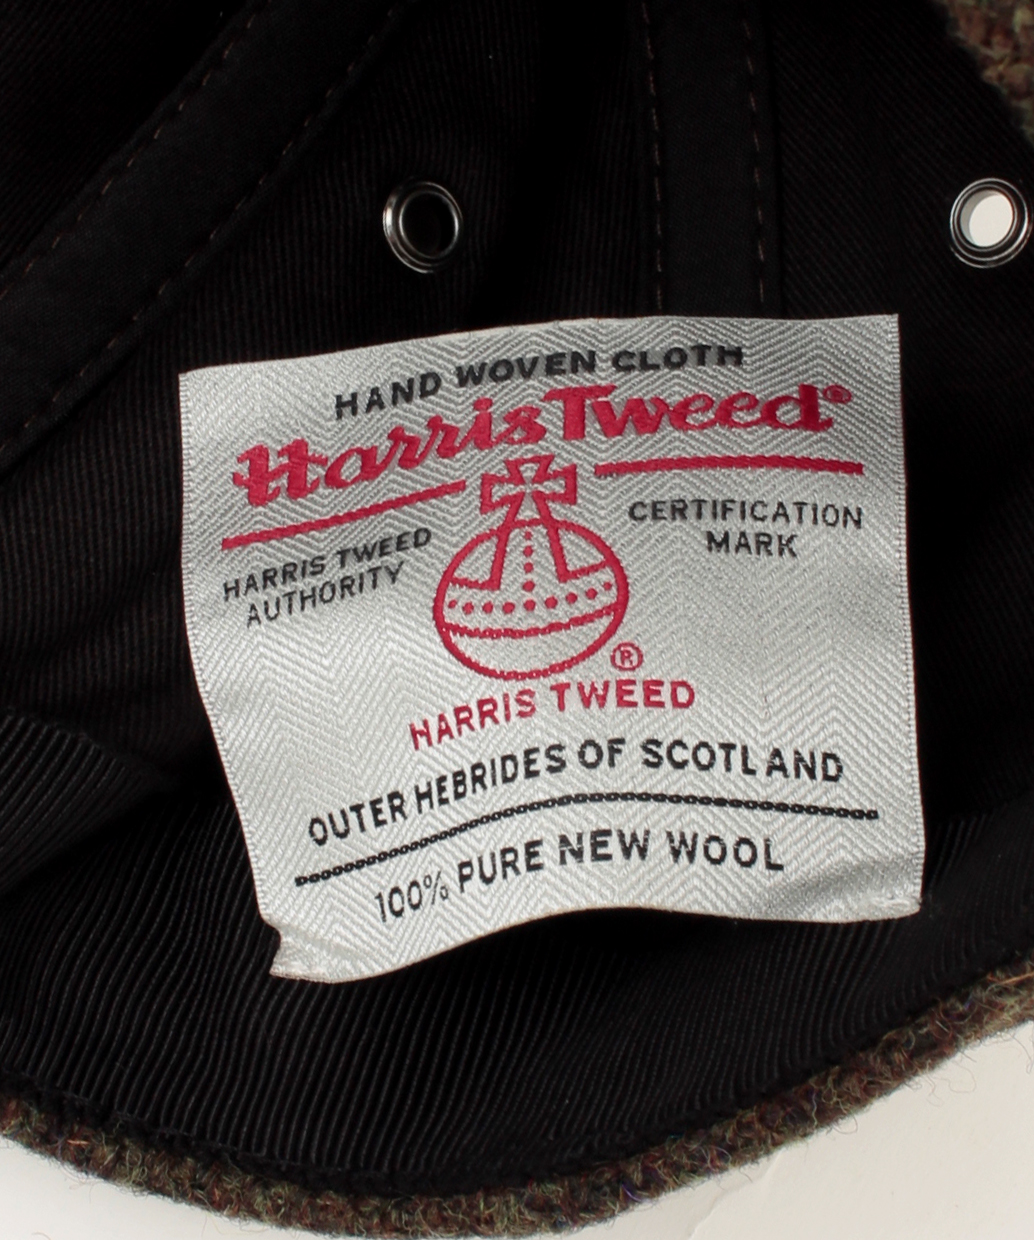 HAND WOVEN CLOTH
Harris Tweed®
HARRIS TWEED
AUTHORITY
CERTIFICATION
MARK
®
HARRIS TWEED
OUTER HEBRIDES OF SCOTLAND
100% PURE NEW WOOL